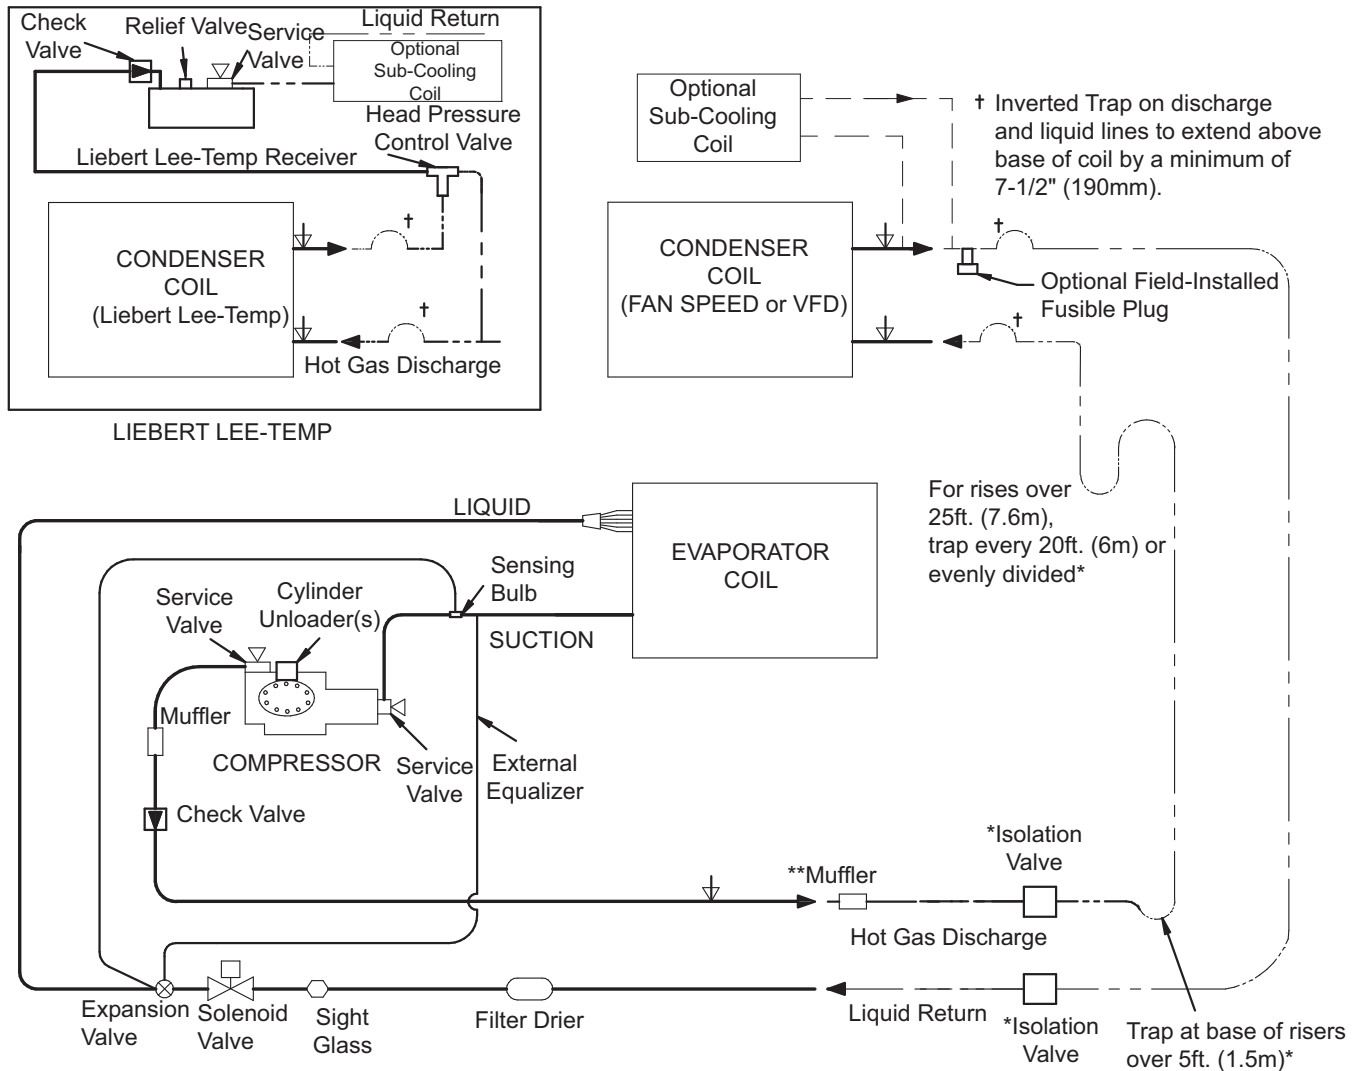 Check
Valve
Relief Valve
Service
Valve
Liquid Return
Optional
Sub-Cooling
Coil
Head Pressure
Control Valve
Liebert Lee-Temp Receiver
†
CONDENSER
COIL
(Liebert Lee-Temp)
†
Hot Gas Discharge
LIEBERT LEE-TEMP
Optional
Sub-Cooling
Coil
† Inverted Trap on discharge
and liquid lines to extend above
base of coil by a minimum of
7-1/2" (190mm).
†
CONDENSER
COIL
(FAN SPEED or VFD)
Optional Field-Installed
Fusible Plug
†
For rises over
25ft. (7.6m),
trap every 20ft. (6m) or
evenly divided*
LIQUID
EVAPORATOR
COIL
Sensing
Bulb
SUCTION
Service
Valve
Cylinder
Unloader(s)
Muffler
COMPRESSOR
Service
Valve
External
Equalizer
Check Valve
**Muffler
*Isolation
Valve
Hot Gas Discharge
Expansion
Valve
Solenoid
Valve
Sight
Glass
Filter Drier
Liquid Return
*Isolation
Valve
Trap at base of risers
over 5ft. (1.5m)*